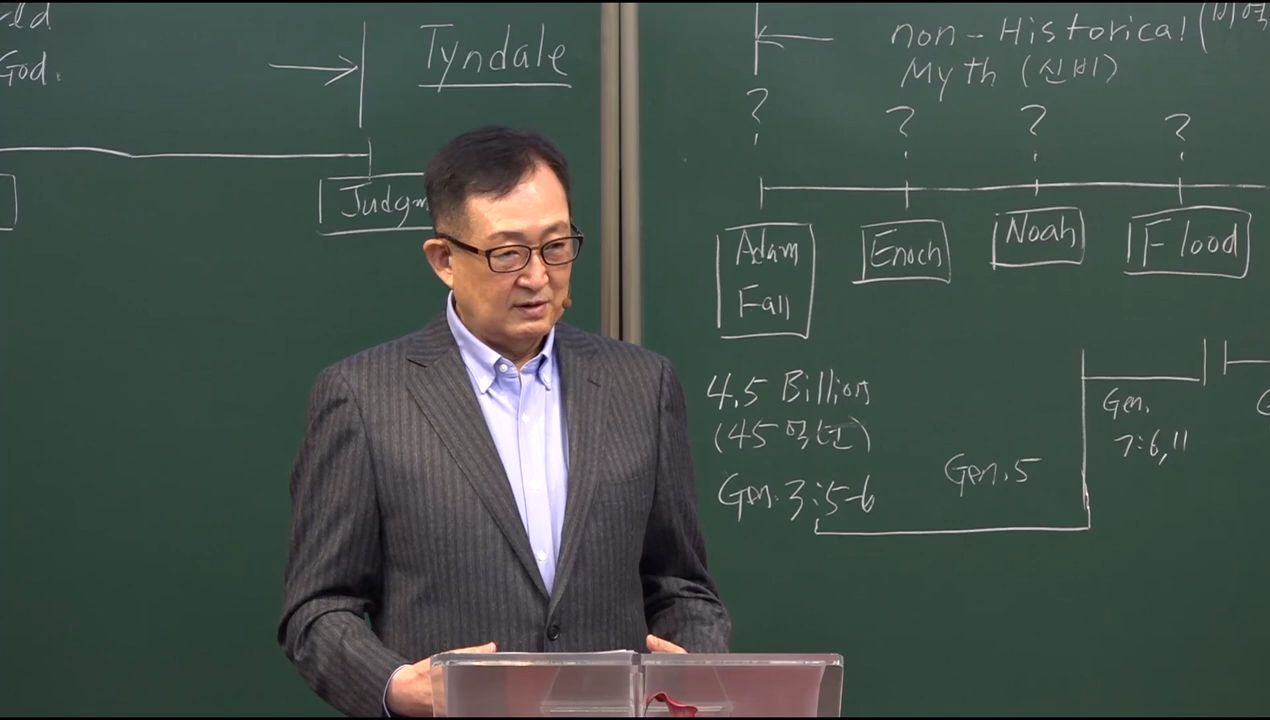 God.
Tyndale
non-Historical (
Myth (신비)
?
?
?
?
Adam
Fall
Enoch
Noah
Flood
4.5 Billion
(45억년)
Gen. 3:5-6
Gen. 5
Gen.
7:6,11